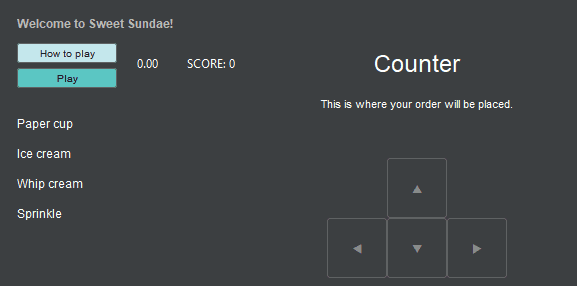 Welcome to Sweet Sundae!
How to play
Play
0.00
SCORE: 0
Paper cup
Ice cream
Whip cream
Sprinkle
Counter
This is where your order will be placed.